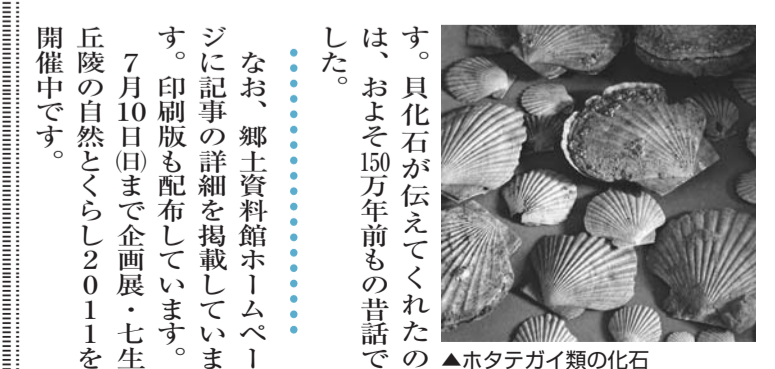 す。貝化石が伝えてくれたの
は、およそ150万年前もの昔話で
した。
なお、郷土資料館ホームペー
ジに記事の詳細を掲載していま
す。印刷版も配布しています。
7月10日㈰まで企画展・七生
丘陵の自然とくらし2011を
開催中です。
▲ホタテガイ類の化石